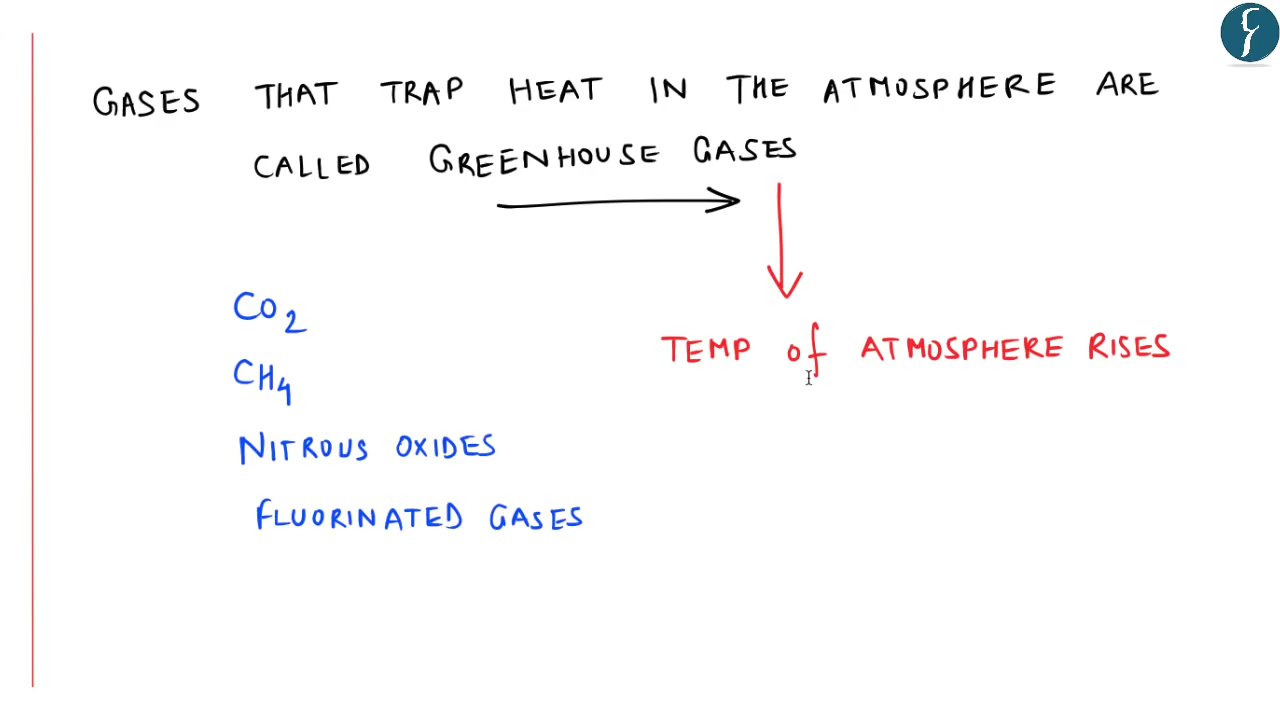 GASES THAT TRAP HEAT IN THE ATMOSPHERE ARE
CALLED GREENHOUSE GASES
CO2
CH4
NITROUS OXIDES
FLUORINATED GASES
TEMP of ATMOSPHERE RISES